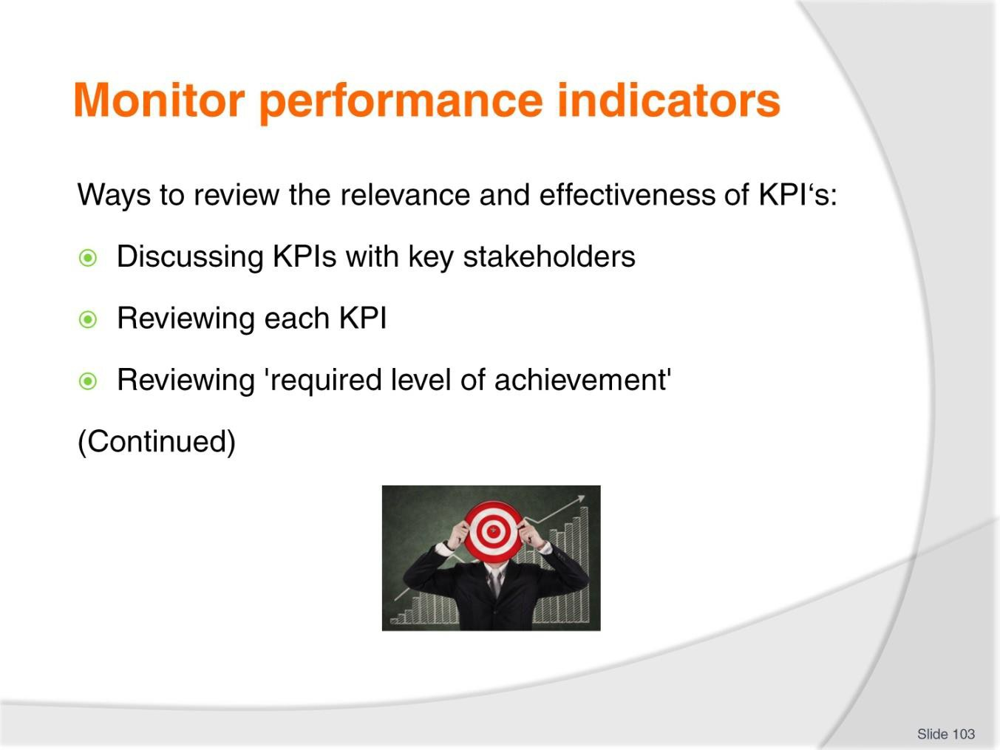 Monitor performance indicators
Ways to review the relevance and effectiveness of KPI‘s:
Discussing KPIs with key stakeholders
Reviewing each KPI
Reviewing 'required level of achievement'
(Continued)
Slide 103